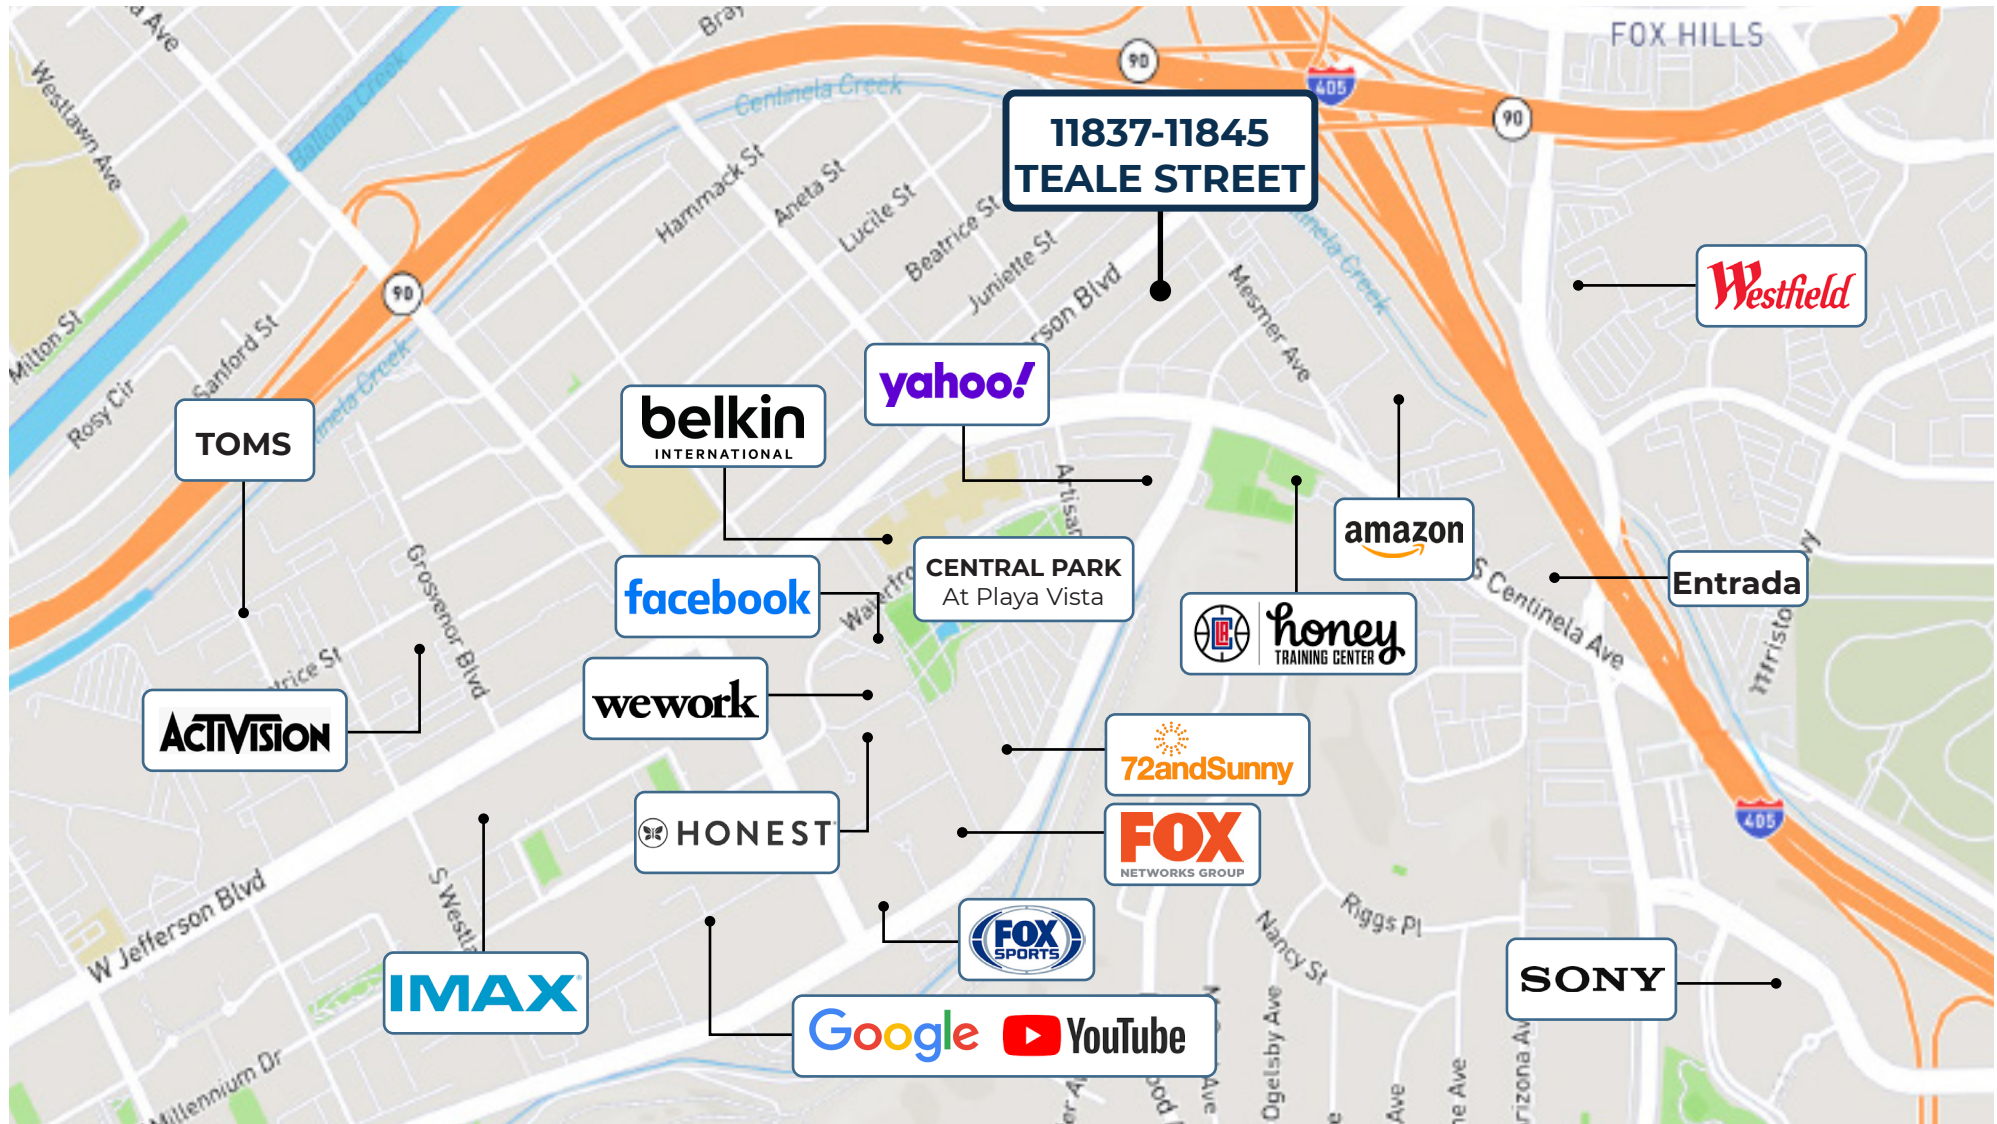 FOX HILLS
90
405
90
Centinela Creek
Ballona Creek
Westlawn Ave
11837-11845
TEALE STREET
Hammack St
Aneta St
Lucile St
Beatrice St
Juniette St
Mesmer Ave
Westfield
90
Milton St
Rosy Cir
Sanford St
TOMS
belkin
INTERNATIONAL
yahoo!
amazon
Entrada
Grosvenor Blvd
facebook
CENTRAL PARK
At Playa Vista
honey
TRAINING CENTER
S Centinela Ave
ACTIVISION
wework
72andSunny
HONEST
FOX
NETWORKS GROUP
405
W Jefferson Blvd
IMAX
FOX
SPORTS
Nancy St
Riggs Pl
SONY
Google YouTube
Millennium Dr
Ogelsby Ave